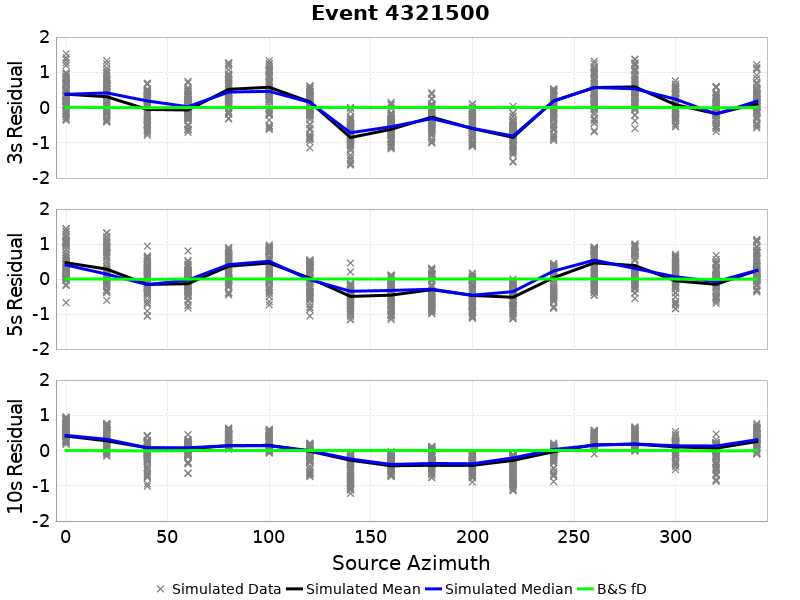 Event 4321500
3s Residual
2
1
0
-1
-2
5s Residual
2
1
0
-1
-2
10s Residual
2
1
0
-1
-2
0 50 100 150 200 250 300
Source Azimuth
Simulated Data Simulated Mean Simulated Median B&S fD